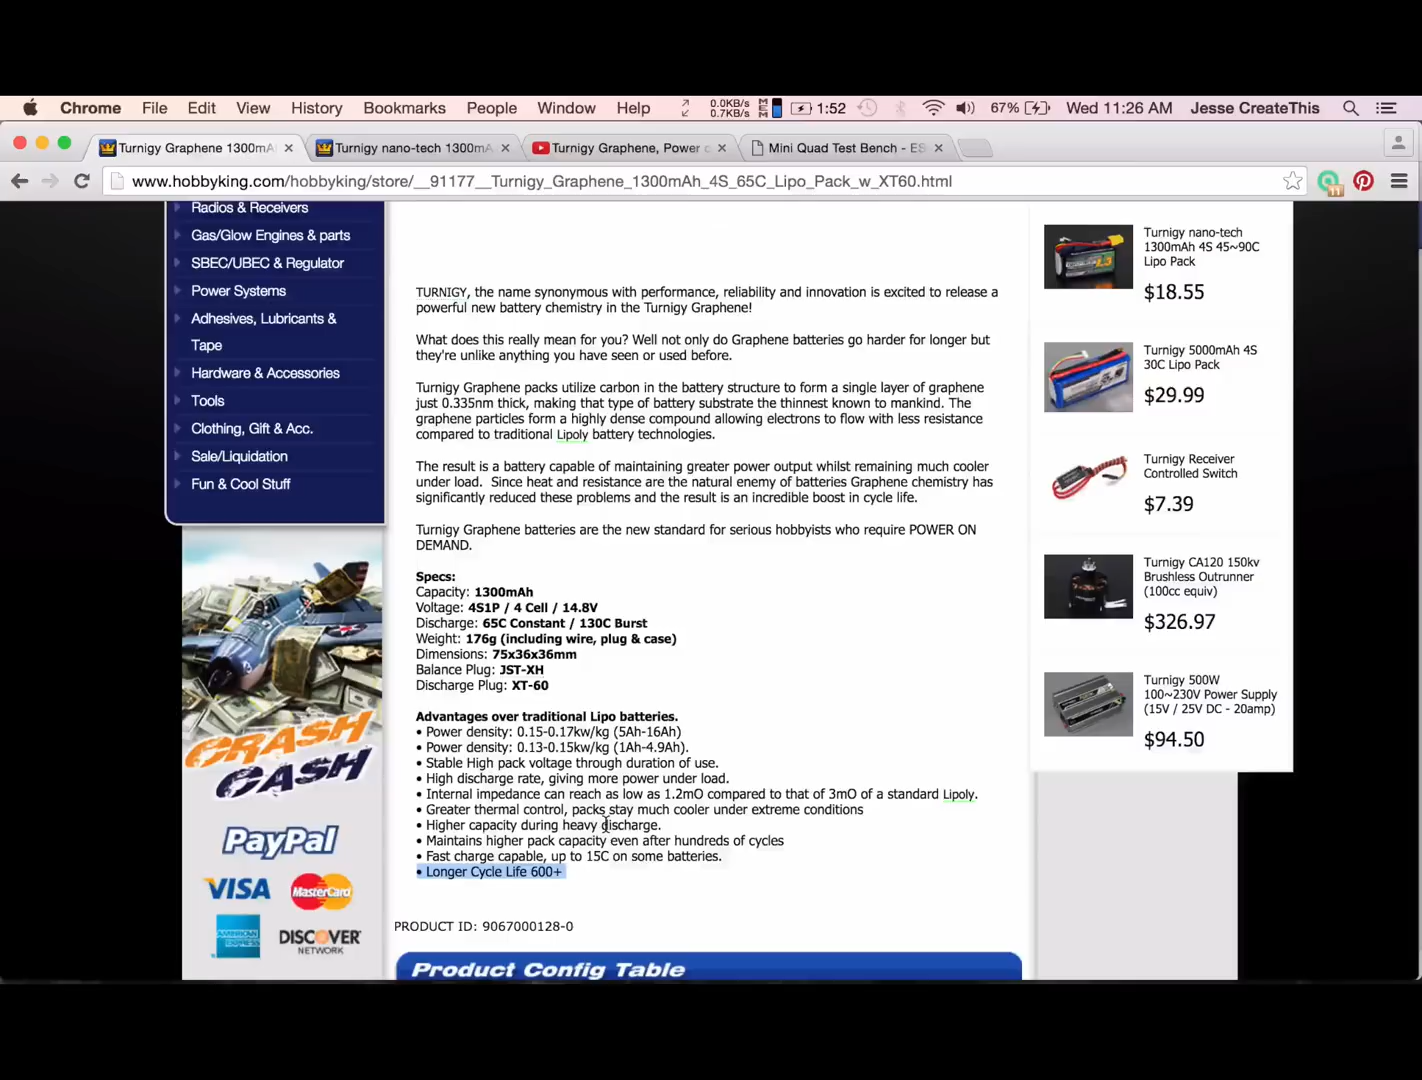 Chrome File Edit View History Bookmarks People Window Help 0.0KB/s 0.7KB/s MEM 1:52 67% Wed 11:26 AM Jesse CreateThis
Turnigy Graphene 1300mA Turnigy nano-tech 1300mA Turnigy Graphene, Power Mini Quad Test Bench - ES
www.hobbyking.com/hobbyking/store/__91177__Turnigy_Graphene_1300mAh_4S_65C_Lipo_Pack_w_XT60.html 11
Radios & Receivers
Gas/Glow Engines & parts
SBEC/UBEC & Regulator
Power Systems
Adhesives, Lubricants &
Tape
Hardware & Accessories
Tools
Clothing, Gift & Acc.
Sale/Liquidation
Fun & Cool Stuff
CRASH
CASH
PayPal
VISA MasterCard
AMERICAN EXPRESS DISCOVER
NETWORK
TURNIGY, the name synonymous with performance, reliability and innovation is excited to release a
powerful new battery chemistry in the Turnigy Graphene!
What does this really mean for you? Well not only do Graphene batteries go harder for longer but
they're unlike anything you have seen or used before.
Turnigy Graphene packs utilize carbon in the battery structure to form a single layer of graphene
just 0.335nm thick, making that type of battery substrate the thinnest known to mankind. The
graphene particles form a highly dense compound allowing electrons to flow with less resistance
compared to traditional Lipoly battery technologies.
The result is a battery capable of maintaining greater power output whilst remaining much cooler
under load. Since heat and resistance are the natural enemy of batteries Graphene chemistry has
significantly reduced these problems and the result is an incredible boost in cycle life.
Turnigy Graphene batteries are the new standard for serious hobbyists who require POWER ON
DEMAND.
Specs:
Capacity: 1300mAh
Voltage: 4S1P / 4 Cell / 14.8V
Discharge: 65C Constant / 130C Burst
Weight: 176g (including wire, plug & case)
Dimensions: 75x36x36mm
Balance Plug: JST-XH
Discharge Plug: XT-60
Advantages over traditional Lipo batteries.
• Power density: 0.15-0.17kw/kg (5Ah-16Ah)
• Power density: 0.13-0.15kw/kg (1Ah-4.9Ah).
• Stable High pack voltage through duration of use.
• High discharge rate, giving more power under load.
• Internal impedance can reach as low as 1.2mO compared to that of 3mO of a standard Lipoly.
• Greater thermal control, packs stay much cooler under extreme conditions
• Higher capacity during heavy discharge.
• Maintains higher pack capacity even after hundreds of cycles
• Fast charge capable, up to 15C on some batteries.
• Longer Cycle Life 600+
PRODUCT ID: 9067000128-0
Product Config Table
Turnigy nano-tech
1300mAh 4S 45~90C
Lipo Pack
$18.55
Turnigy 5000mAh 4S
30C Lipo Pack
$29.99
Turnigy Receiver
Controlled Switch
$7.39
Turnigy CA120 150kv
Brushless Outrunner
(100cc equiv)
$326.97
Turnigy 500W
100~230V Power Supply
(15V / 25V DC - 20amp)
$94.50